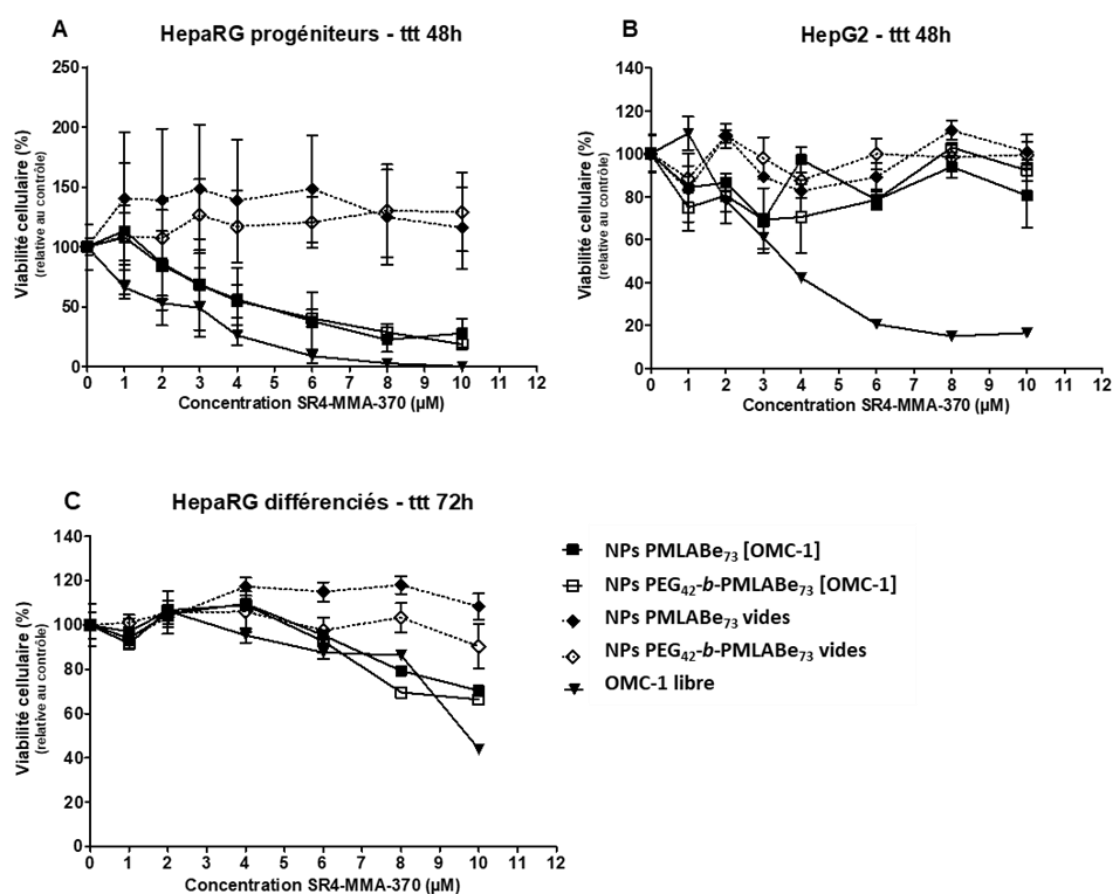 A
HepaRG progéniteurs - ttt 48h
Viabilité cellulaire (%)
(relative au contrôle)
250
200
150
100
50
0
0 1 2 3 4 5 6 7 8 9 10 11 12
Concentration SR4-MMA-370 (µM)
B
HepG2 - ttt 48h
Viabilité cellulaire (%)
(relative au contrôle)
140
120
100
80
60
40
20
0
0 1 2 3 4 5 6 7 8 9 10 11 12
Concentration SR4-MMA-370 (µM)
C
HepaRG différenciés - ttt 72h
Viabilité cellulaire (%)
(relative au contrôle)
140
120
100
80
60
40
20
0
0 1 2 3 4 5 6 7 8 9 10 11 12
Concentration SR4-MMA-370 (µM)
NPs PMLABe₇₃ [OMC-1]
NPs PEG₄₂-b-PMLABe₇₃ [OMC-1]
NPs PMLABe₇₃ vides
NPs PEG₄₂-b-PMLABe₇₃ vides
OMC-1 libre